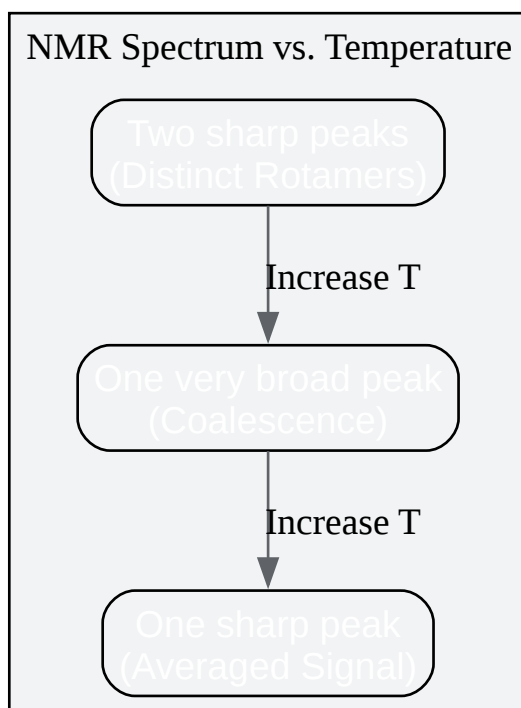 NMR Spectrum vs. Temperature
Two sharp peaks
(Distinct Rotamers)
Increase T
One very broad peak
(Coalescence)
Increase T
One sharp peak
(Averaged Signal)